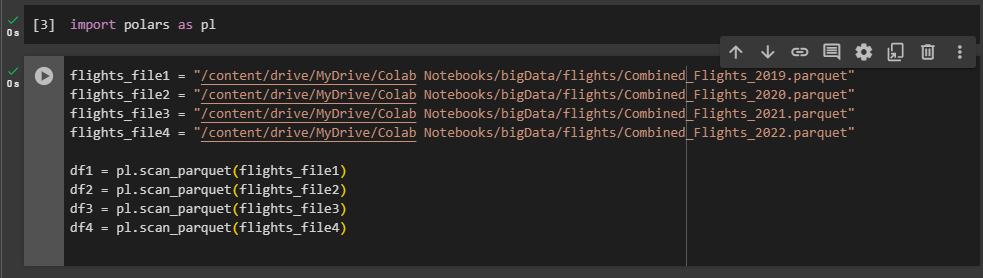 0s
[3] import polars as pl
0s
flights_file1 = "/content/drive/MyDrive/Colab Notebooks/bigData/flights/Combined_Flights_2019.parquet"
flights_file2 = "/content/drive/MyDrive/Colab Notebooks/bigData/flights/Combined_Flights_2020.parquet"
flights_file3 = "/content/drive/MyDrive/Colab Notebooks/bigData/flights/Combined_Flights_2021.parquet"
flights_file4 = "/content/drive/MyDrive/Colab Notebooks/bigData/flights/Combined_Flights_2022.parquet"
df1 = pl.scan_parquet(flights_file1)
df2 = pl.scan_parquet(flights_file2)
df3 = pl.scan_parquet(flights_file3)
df4 = pl.scan_parquet(flights_file4)